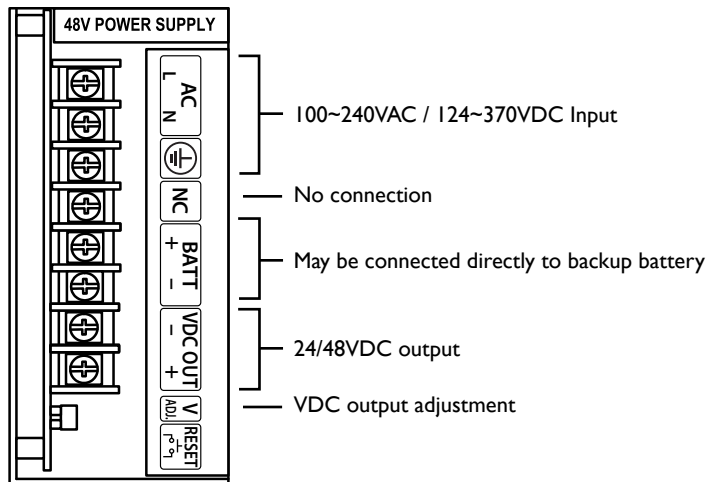 48V POWER SUPPLY
AC
L N
100~240VAC / 124~370VDC Input
NC
No connection
BATT
+ -
May be connected directly to backup battery
VDC OUT
- +
24/48VDC output
V
ADJ.
VDC output adjustment
RESET